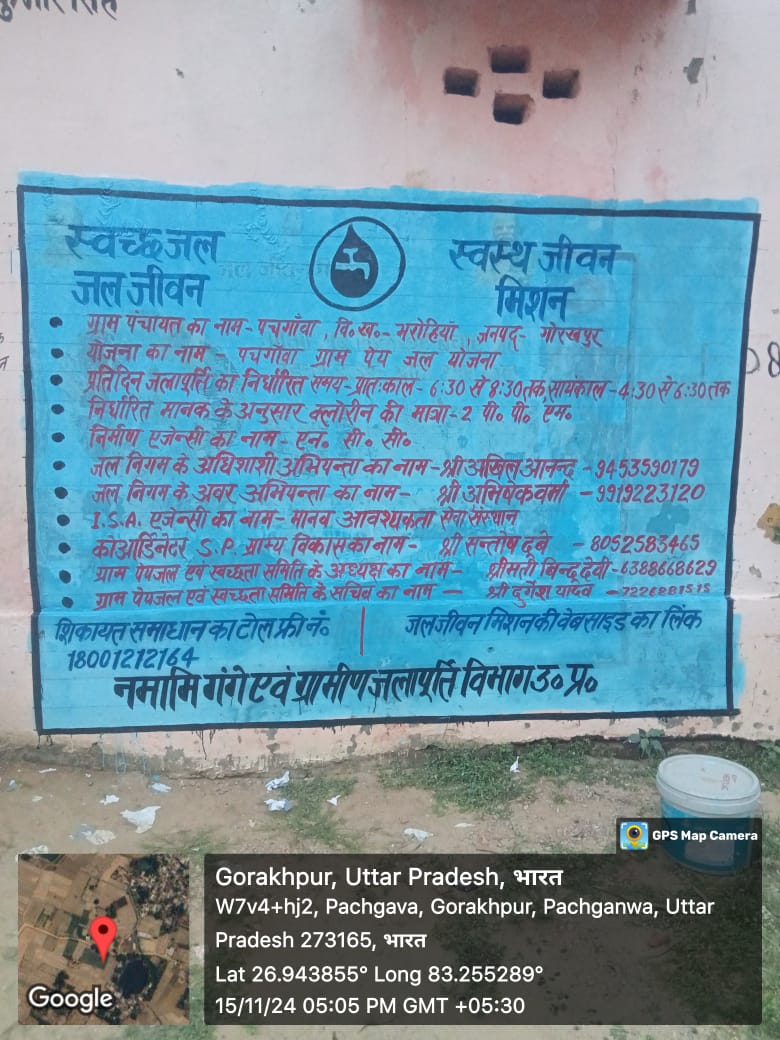 स्वच्छ जल
जल जीवन
स्वस्थ जीवन
मिशन
ग्राम पंचायत का नाम - पचगाँवा, वि.ख.- भरोहियाँ, जनपद- गोरखपुर
योजना का नाम - पचगाँवा ग्राम पेय जल योजना
प्रतिदिन जलापूर्ति का निर्धारित समय - प्रातःकाल - 6:30 से 8:30 तक, सायंकाल - 4:30 से 6:30 तक
निर्धारित मानक के अनुसार क्लोरीन की मात्रा - 2 पी० पी० एम०
निर्माण एजेन्सी का नाम - एन० सी० सी०
जल निगम के अधिशाशी अभियन्ता का नाम - श्री अखिल आनन्द - 9453590179
जल निगम के अवर अभियन्ता का नाम - श्री अभिषेक वर्मा - 9919223120
I.S.A. एजेन्सी का नाम - मानव आवश्यकता सेवा संस्थान
कोआर्डिनेटर S.P. ग्राम्य विकास का नाम - श्री सन्तोष दूबे - 8052583465
ग्राम पेयजल एवं स्वच्छता समिति के अध्यक्ष का नाम - श्रीमती बिन्दू देवी - 6388668629
ग्राम पेयजल एवं स्वच्छता समिति के सचिव का नाम - श्री दुर्गेश यादव
शिकायत समाधान का टोल फ्री नं.
18001212164
जल जीवन मिशन की वेबसाइड का लिंक
नमामि गंगे एवं ग्रामीण जलापूर्ति विभाग उ० प्र०
GPS Map Camera
Gorakhpur, Uttar Pradesh, भारत
W7v4+hj2, Pachgava, Gorakhpur, Pachganwa, Uttar
Pradesh 273165, भारत
Lat 26.943855° Long 83.255289°
15/11/24 05:05 PM GMT +05:30
Google